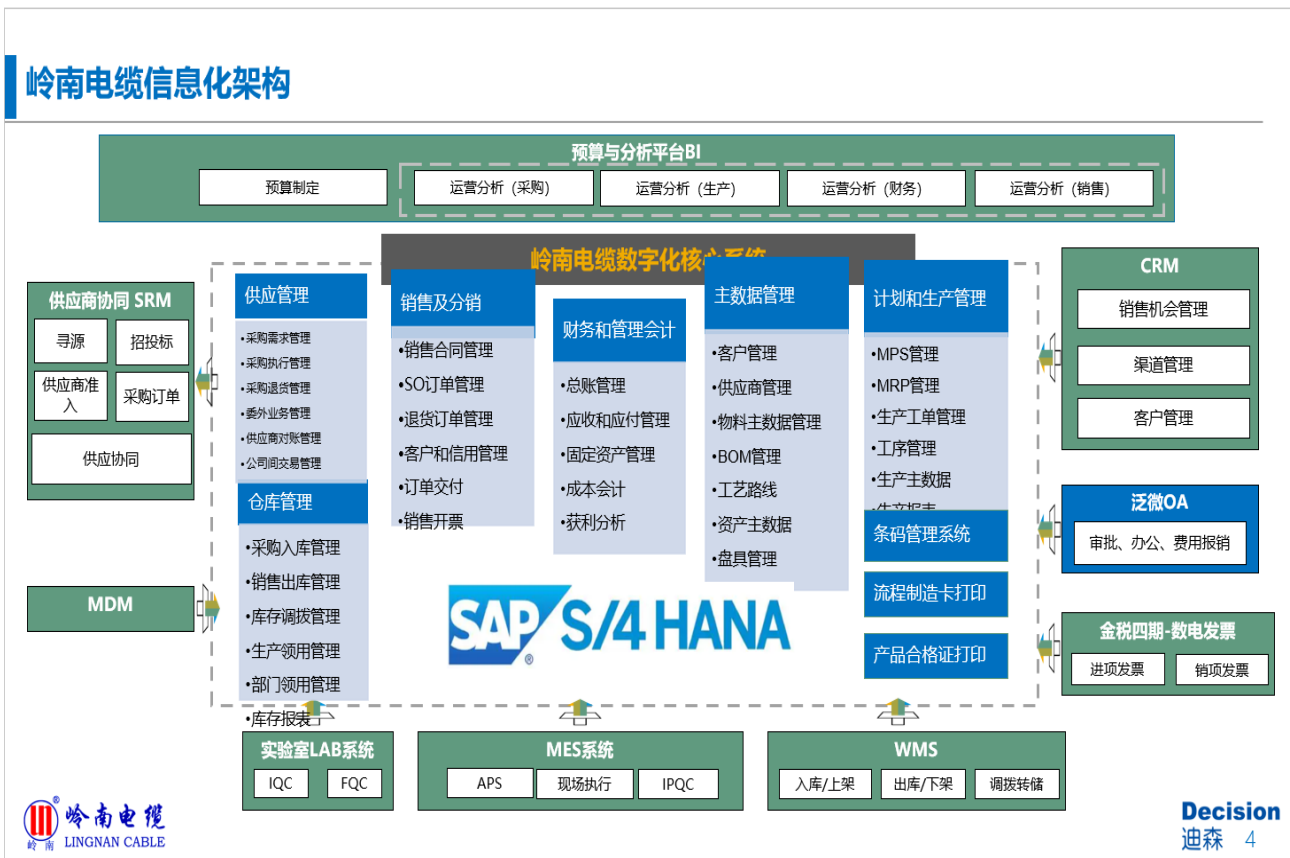 岭南电缆信息化架构
预算与分析平台BI
预算制定
运营分析（采购）
运营分析（生产）
运营分析（财务）
运营分析（销售）
岭南电缆数字化核心系统
供应商协同 SRM
寻源
招投标
供应商准
入
采购订单
供应协同
MDM
供应管理
•采购需求管理
•采购执行管理
•采购退货管理
•委外业务管理
•供应商对账管理
•公司间交易管理
仓库管理
•采购入库管理
•销售出库管理
•库存调拨管理
•生产领用管理
•部门领用管理
•库存报表
销售及分销
•销售合同管理
•SO订单管理
•退货订单管理
•客户和信用管理
•订单交付
•销售开票
财务和管理会计
•总账管理
•应收和应付管理
•固定资产管理
•成本会计
•获利分析
主数据管理
•客户管理
•供应商管理
•物料主数据管理
•BOM管理
•工艺路线
•资产主数据
•盘具管理
计划和生产管理
•MPS管理
•MRP管理
•生产工单管理
•工序管理
•生产主数据
•生产报表
条码管理系统
流程制造卡打印
产品合格证打印
SAP® S/4 HANA
CRM
销售机会管理
渠道管理
客户管理
泛微OA
审批、办公、费用报销
金税四期-数电发票
进项发票
销项发票
实验室LAB系统
IQC
FQC
MES系统
APS
现场执行
IPQC
WMS
入库/上架
出库/下架
调拨转储
®
岭南
岭南电缆
LINGNAN CABLE
Decision
迪森 4